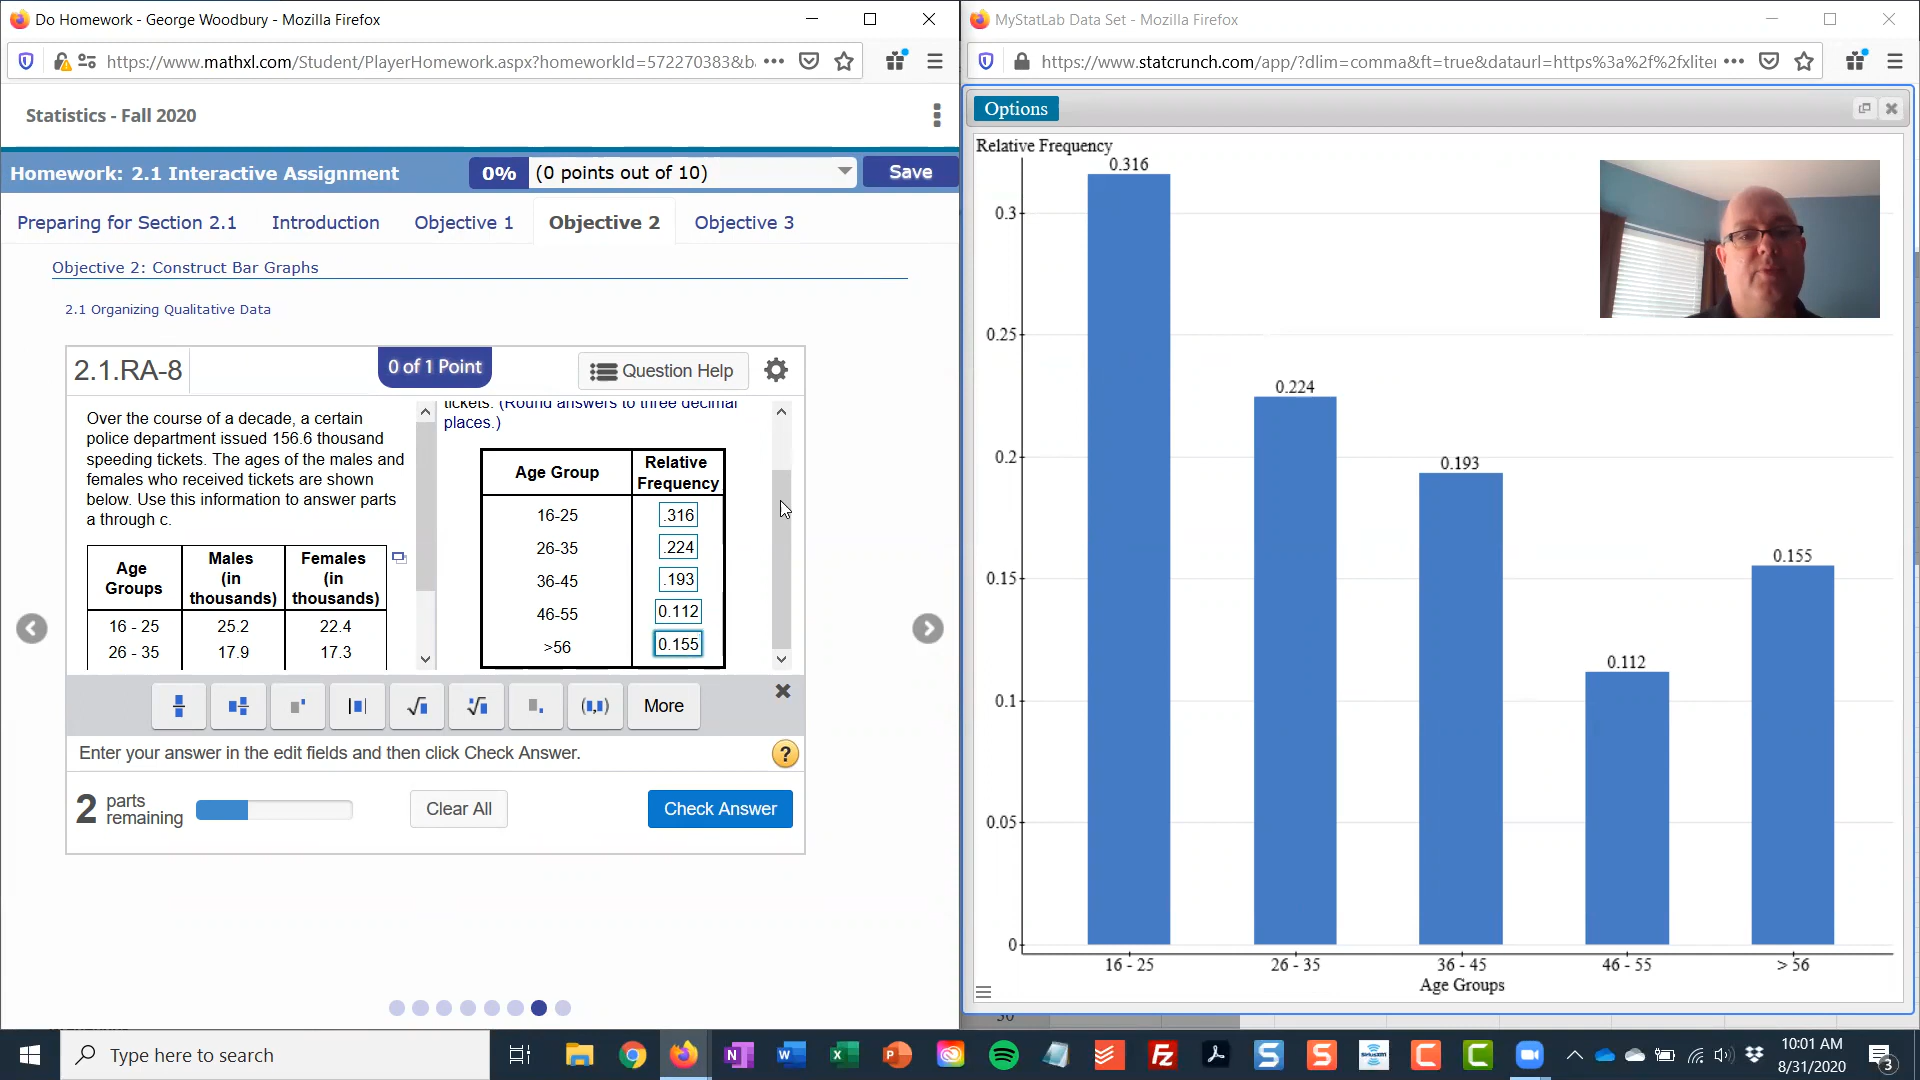 Do Homework - George Woodbury - Mozilla Firefox
https://www.mathxl.com/Student/PlayerHomework.aspx?homeworkId=572270383&b
Statistics - Fall 2020
Homework: 2.1 Interactive Assignment
0%
(0 points out of 10)
Save
Preparing for Section 2.1
Introduction
Objective 1
Objective 2
Objective 3
Objective 2: Construct Bar Graphs
2.1 Organizing Qualitative Data
2.1.RA-8
0 of 1 Point
Question Help
Over the course of a decade, a certain
police department issued 156.6 thousand
speeding tickets. The ages of the males and
females who received tickets are shown
below. Use this information to answer parts
a through c.
Age Groups
Males (in thousands)
Females (in thousands)
16 - 25 25.2 22.4
26 - 35 17.9 17.3
tickets. (Round answers to three decimal
places.)
Age Group
Relative Frequency
16-25 .316
26-35 .224
36-45 .193
46-55 0.112
>56 0.155
More
Enter your answer in the edit fields and then click Check Answer.
?
2 parts remaining
Clear All
Check Answer
MyStatLab Data Set - Mozilla Firefox
https://www.statcrunch.com/app/?dlim=comma&ft=true&dataurl=https%3a%2f%2fxliter
Options
Relative Frequency
0.316
0.3
0.25
0.224
0.2
0.193
0.15
0.155
0.112
0.1
0.05
0
16 - 25
26 - 35
36 - 45
46 - 55
> 56
Age Groups
Type here to search
10:01 AM
8/31/2020
3